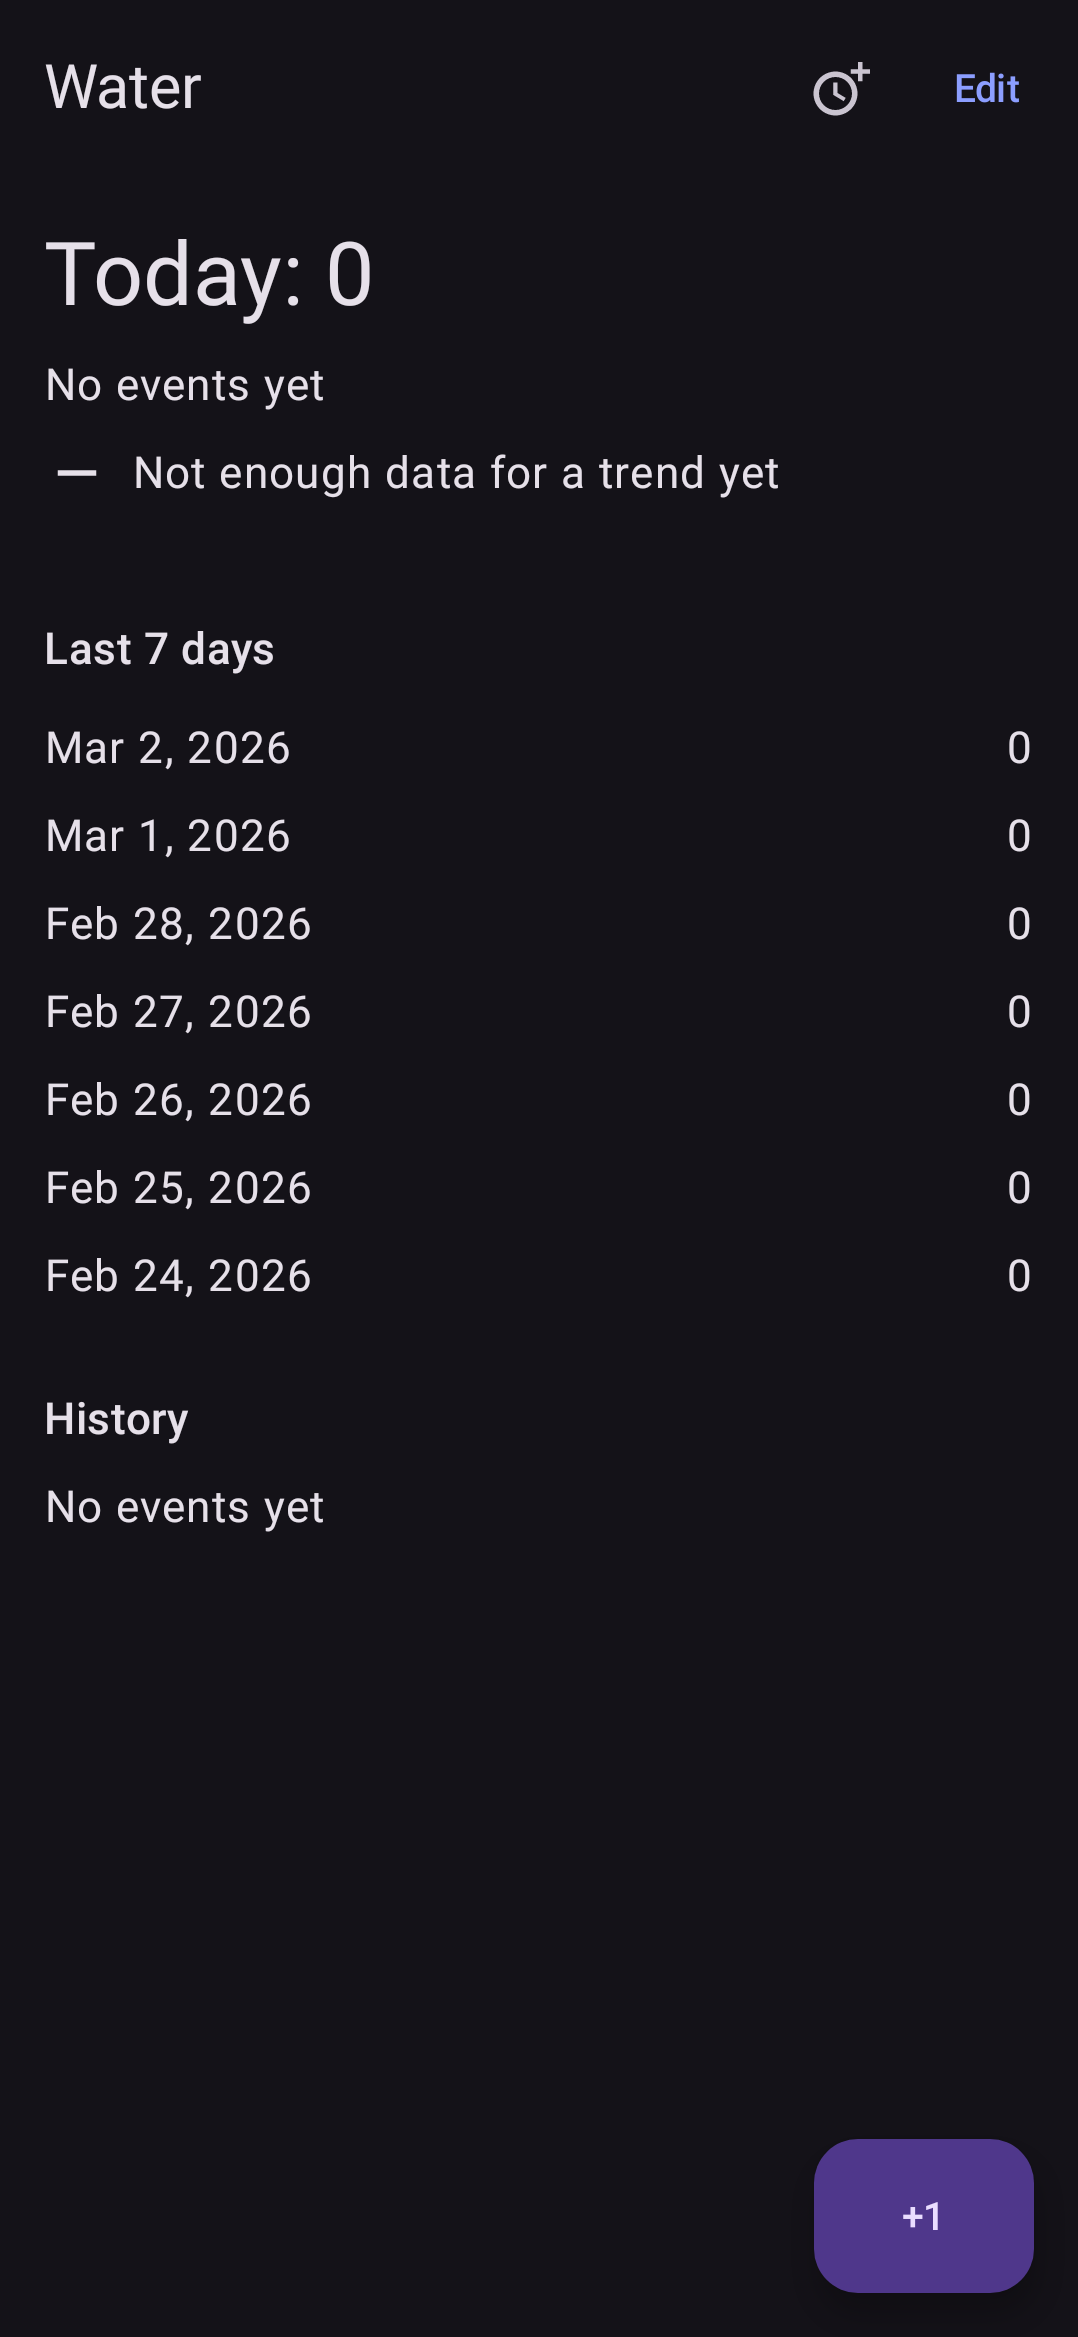 Water
Edit
Today: 0
No events yet
Not enough data for a trend yet
Last 7 days
Mar 2, 2026 0
Mar 1, 2026 0
Feb 28, 2026 0
Feb 27, 2026 0
Feb 26, 2026 0
Feb 25, 2026 0
Feb 24, 2026 0
History
No events yet
+1